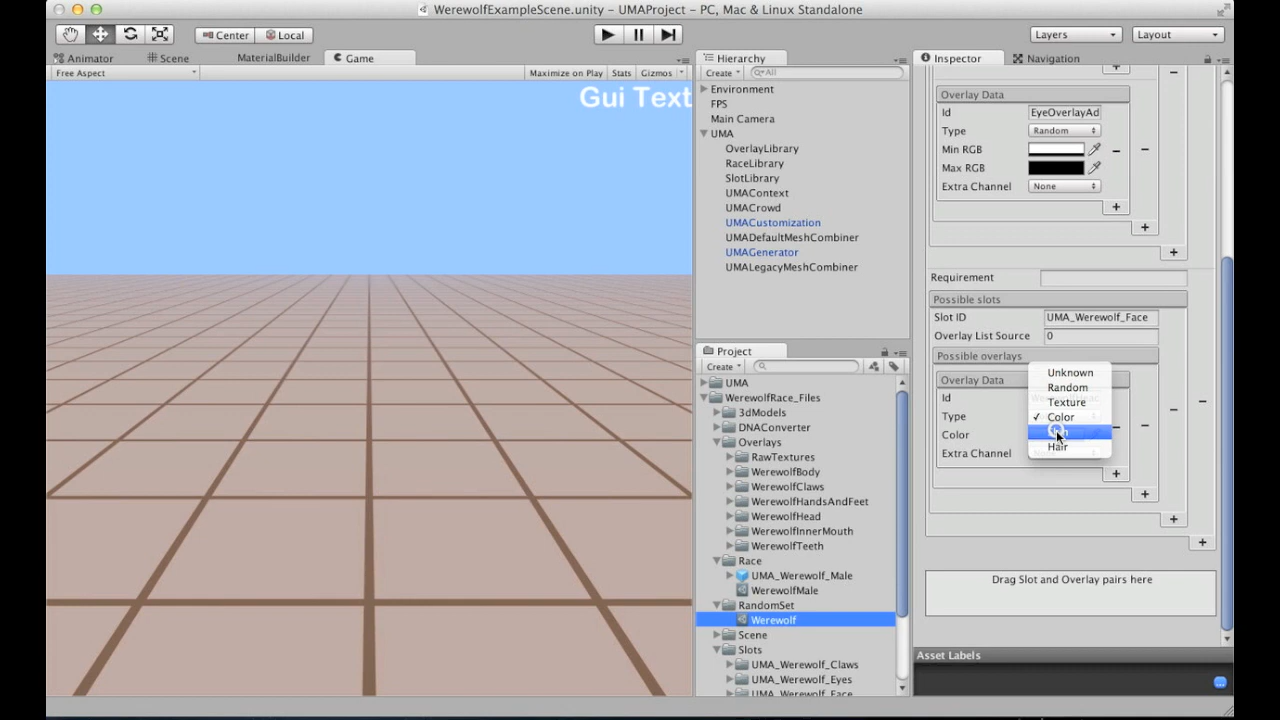 WerewolfExampleScene.unity – UMAProject – PC, Mac & Linux Standalone
Center
Local
Layers
Layout
Animator
Scene
MaterialBuilder
Game
Free Aspect
Maximize on Play
Stats
Gizmos
Gui Text
Hierarchy
Create
All
Environment
FPS
Main Camera
UMA
OverlayLibrary
RaceLibrary
SlotLibrary
UMAContext
UMACrowd
UMACustomization
UMADefaultMeshCombiner
UMAGenerator
UMALegacyMeshCombiner
Project
Create
UMA
WerewolfRace_Files
3dModels
DNAConverter
Overlays
RawTextures
WerewolfBody
WerewolfClaws
WerewolfHandsAndFeet
WerewolfHead
WerewolfInnerMouth
WerewolfTeeth
Race
UMA_Werewolf_Male
WerewolfMale
RandomSet
Werewolf
Scene
Slots
UMA_Werewolf_Claws
UMA_Werewolf_Eyes
UMA_Werewolf_Face
Inspector
Navigation
Overlay Data
Id EyeOverlayAd
Type Random
Min RGB
Max RGB
Extra Channel None
Requirement
Possible slots
Slot ID UMA_Werewolf_Face
Overlay List Source 0
Possible overlays
Overlay Data
Id
Type
Color
Extra Channel
Unknown
Random
Texture
✓ Color
Hair
Drag Slot and Overlay pairs here
Asset Labels